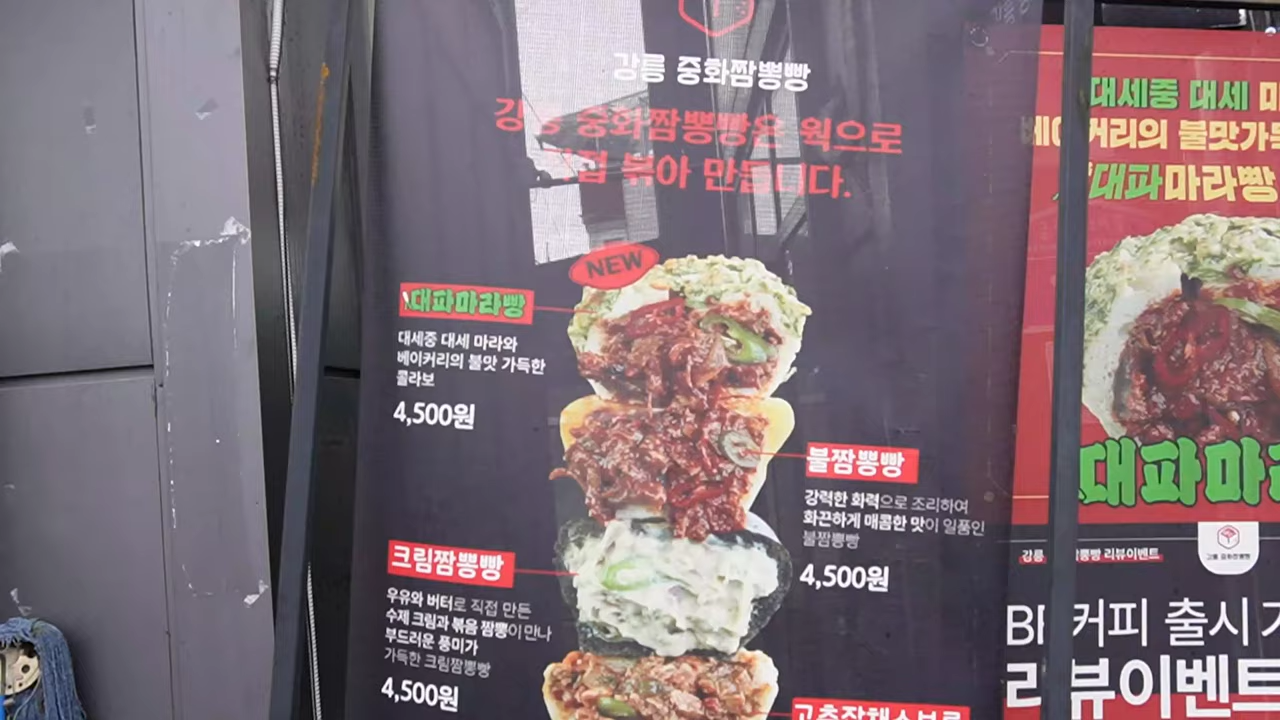 강릉 중화짬뽕빵
강릉 중화짬뽕빵은 웍으로
직접 볶아 만듭니다.
NEW
대파마라빵
대세중 대세 마라와
베이커리의 불맛 가득한
콜라보
4,500원
불짬뽕빵
강력한 화력으로 조리하여
화끈하게 매콤한 맛이 일품인
불짬뽕빵
4,500원
크림짬뽕빵
우유와 버터로 직접 만든
수제 크림과 볶음 짬뽕이 만나
부드러운 풍미가
가득한 크림짬뽕빵
4,500원
고추잡채소보루
대세중 대세
베이커리의 불맛가득
대파마라빵
대파마라
강릉 짬뽕빵 리뷰이벤트
강릉 중화짬뽕빵
커피 출시
리뷰이벤트